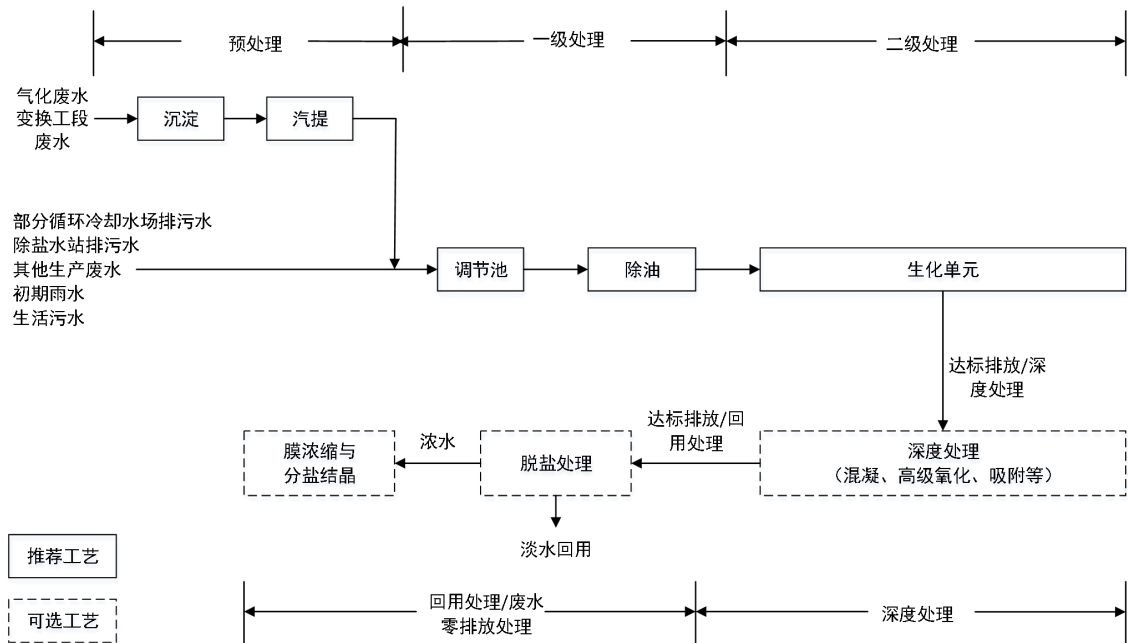 预处理
一级处理
二级处理
气化废水
变换工段
废水
沉淀
汽提
部分循环冷却水场排污水
除盐水站排污水
其他生产废水
初期雨水
生活污水
调节池
除油
生化单元
达标排放/深
度处理
达标排放/回
用处理
浓水
膜浓缩与
分盐结晶
脱盐处理
深度处理
（混凝、高级氧化、吸附等）
淡水回用
推荐工艺
可选工艺
回用处理/废水
零排放处理
深度处理